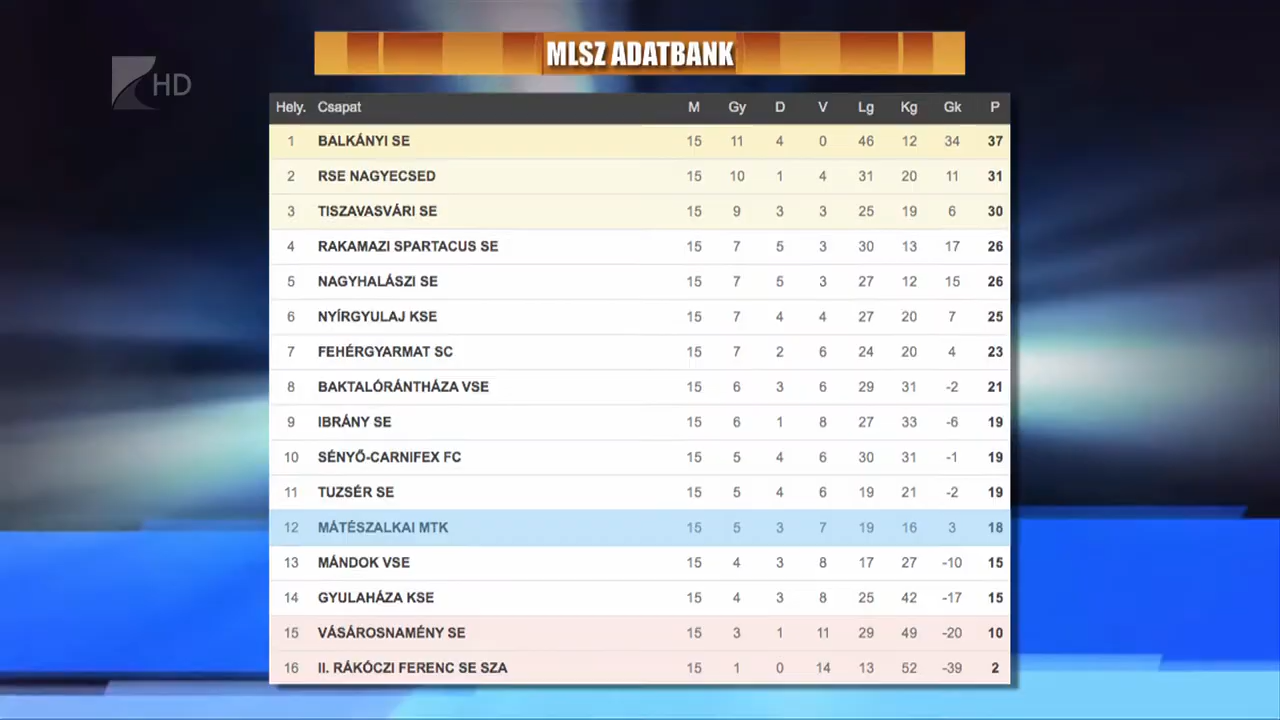 MLSZ ADATBANK
HD
Hely. Csapat M Gy D V Lg Kg Gk P
1 BALKÁNYI SE 15 11 4 0 46 12 34 37
2 RSE NAGYECSED 15 10 1 4 31 20 11 31
3 TISZAVASVÁRI SE 15 9 3 3 25 19 6 30
4 RAKAMAZI SPARTACUS SE 15 7 5 3 30 13 17 26
5 NAGYHALÁSZI SE 15 7 5 3 27 12 15 26
6 NYÍRGYULAJ KSE 15 7 4 4 27 20 7 25
7 FEHÉRGYARMAT SC 15 7 2 6 24 20 4 23
8 BAKTALÓRÁNTHÁZA VSE 15 6 3 6 29 31 -2 21
9 IBRÁNY SE 15 6 1 8 27 33 -6 19
10 SÉNYŐ-CARNIFEX FC 15 5 4 6 30 31 -1 19
11 TUZSÉR SE 15 5 4 6 19 21 -2 19
12 MÁTÉSZALKAI MTK 15 5 3 7 19 16 3 18
13 MÁNDOK VSE 15 4 3 8 17 27 -10 15
14 GYULAHÁZA KSE 15 4 3 8 25 42 -17 15
15 VÁSÁROSNAMÉNY SE 15 3 1 11 29 49 -20 10
16 II. RÁKÓCZI FERENC SE SZA 15 1 0 14 13 52 -39 2